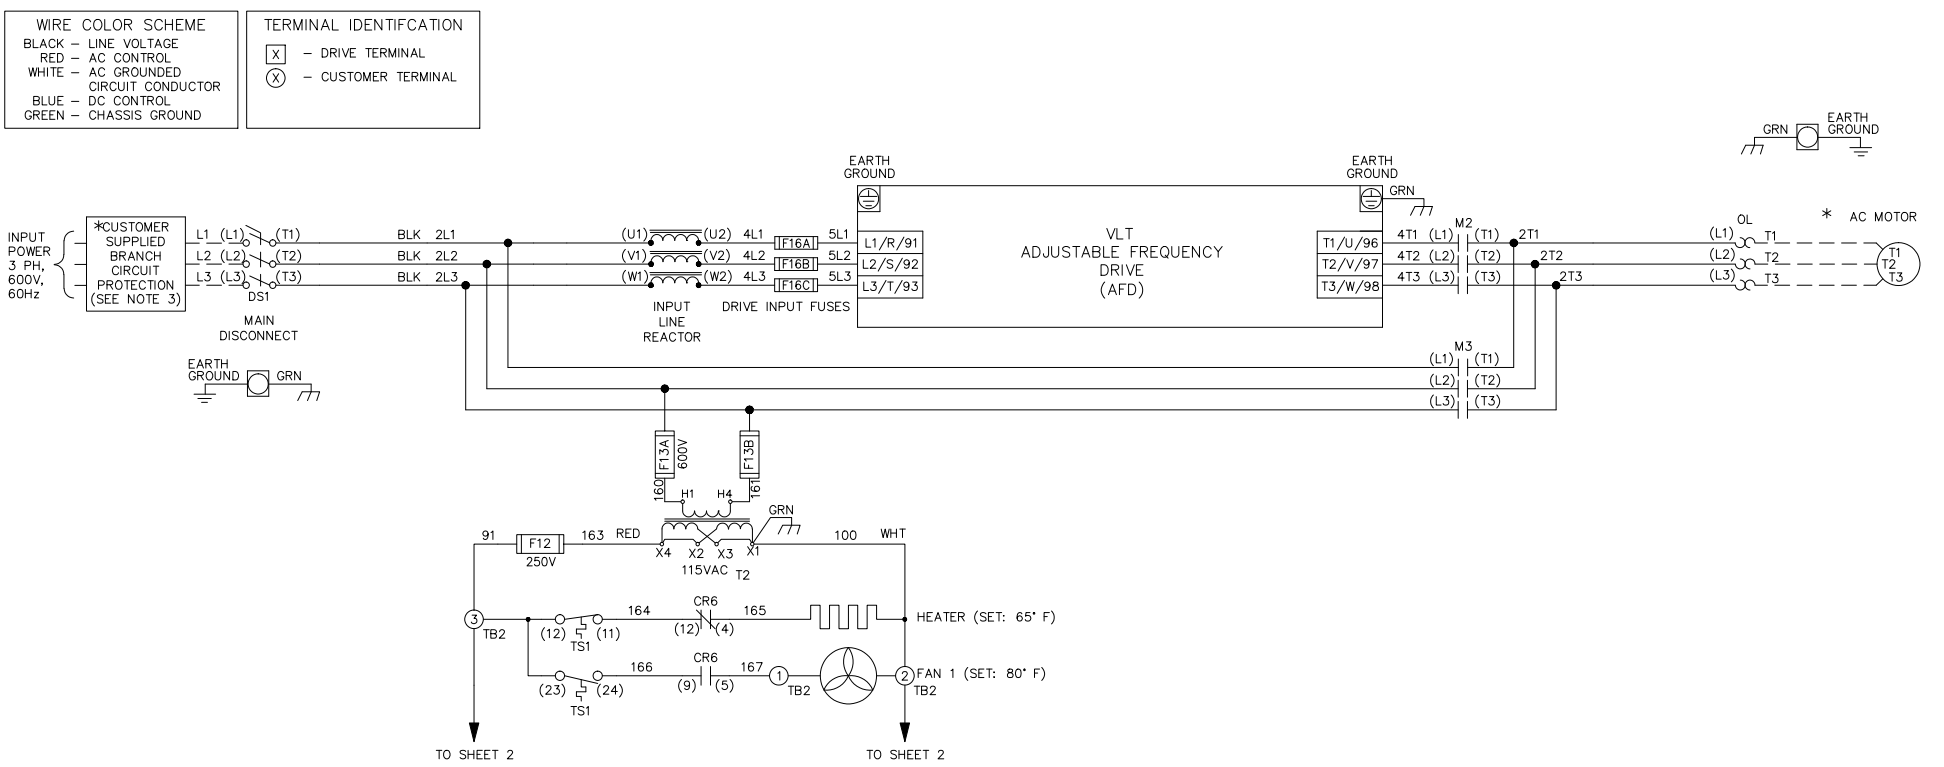 WIRE COLOR SCHEME
BLACK – LINE VOLTAGE
RED – AC CONTROL
WHITE – AC GROUNDED
CIRCUIT CONDUCTOR
BLUE – DC CONTROL
GREEN – CHASSIS GROUND
TERMINAL IDENTIFCATION
X – DRIVE TERMINAL
X – CUSTOMER TERMINAL
INPUT
POWER
3 PH,
600V,
60Hz
*CUSTOMER
SUPPLIED
BRANCH
CIRCUIT
PROTECTION
(SEE NOTE 3)
L1 (L1) (T1) BLK 2L1 (U1) (U2) 4L1 F16A 5L1 L1/R/91
L2 (L2) (T2) BLK 2L2 (V1) (V2) 4L2 F16B 5L2 L2/S/92
L3 (L3) (T3) BLK 2L3 (W1) (W2) 4L3 F16C 5L3 L3/T/93
DS1
MAIN
DISCONNECT
EARTH
GROUND GRN
INPUT
LINE
REACTOR
DRIVE INPUT FUSES
EARTH
GROUND
VLT
ADJUSTABLE FREQUENCY
DRIVE
(AFD)
EARTH
GROUND
GRN
M2
T1/U/96 4T1 (L1) (T1) 2T1
T2/V/97 4T2 (L2) (T2) 2T2
T3/W/98 4T3 (L3) (T3) 2T3
GRN EARTH
GROUND
OL
* AC MOTOR
(L1) T1 T1
(L2) T2 T2
(L3) T3 T3
M3
(L1) (T1)
(L2) (T2)
(L3) (T3)
F13A
600V
F13B
160
161
H1 H4
GRN
91 F12 163 RED
250V
X4 X2 X3 X1
115VAC T2
100 WHT
3
TB2
(12) (11)
TS1
164
CR6
(12) (4)
165
HEATER (SET: 65° F)
(23) (24)
TS1
166
CR6
(9) (5)
167
1
TB2
2
TB2
FAN 1 (SET: 80° F)
TO SHEET 2
TO SHEET 2